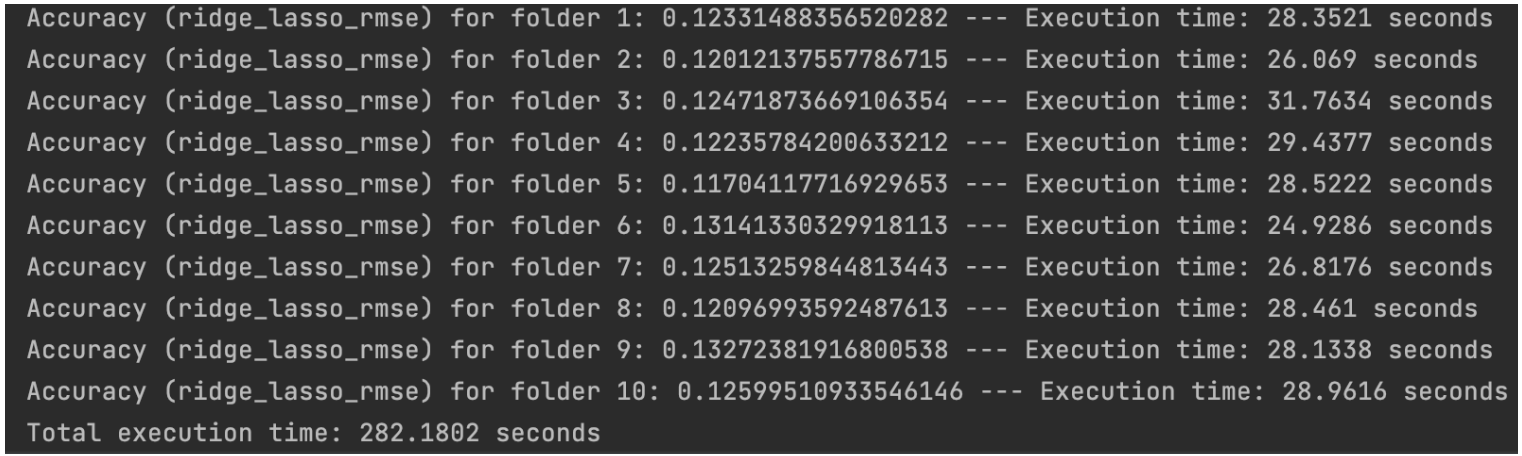 Accuracy (ridge_lasso_rmse) for folder 1: 0.12331488356520282 --- Execution time: 28.3521 seconds
Accuracy (ridge_lasso_rmse) for folder 2: 0.12012137557786715 --- Execution time: 26.069 seconds
Accuracy (ridge_lasso_rmse) for folder 3: 0.12471873669106354 --- Execution time: 31.7634 seconds
Accuracy (ridge_lasso_rmse) for folder 4: 0.12235784200633212 --- Execution time: 29.4377 seconds
Accuracy (ridge_lasso_rmse) for folder 5: 0.11704117716929653 --- Execution time: 28.5222 seconds
Accuracy (ridge_lasso_rmse) for folder 6: 0.13141330329918113 --- Execution time: 24.9286 seconds
Accuracy (ridge_lasso_rmse) for folder 7: 0.12513259844813443 --- Execution time: 26.8176 seconds
Accuracy (ridge_lasso_rmse) for folder 8: 0.12096993592487613 --- Execution time: 28.461 seconds
Accuracy (ridge_lasso_rmse) for folder 9: 0.13272381916800538 --- Execution time: 28.1338 seconds
Accuracy (ridge_lasso_rmse) for folder 10: 0.12599510933546146 --- Execution time: 28.9616 seconds
Total execution time: 282.1802 seconds